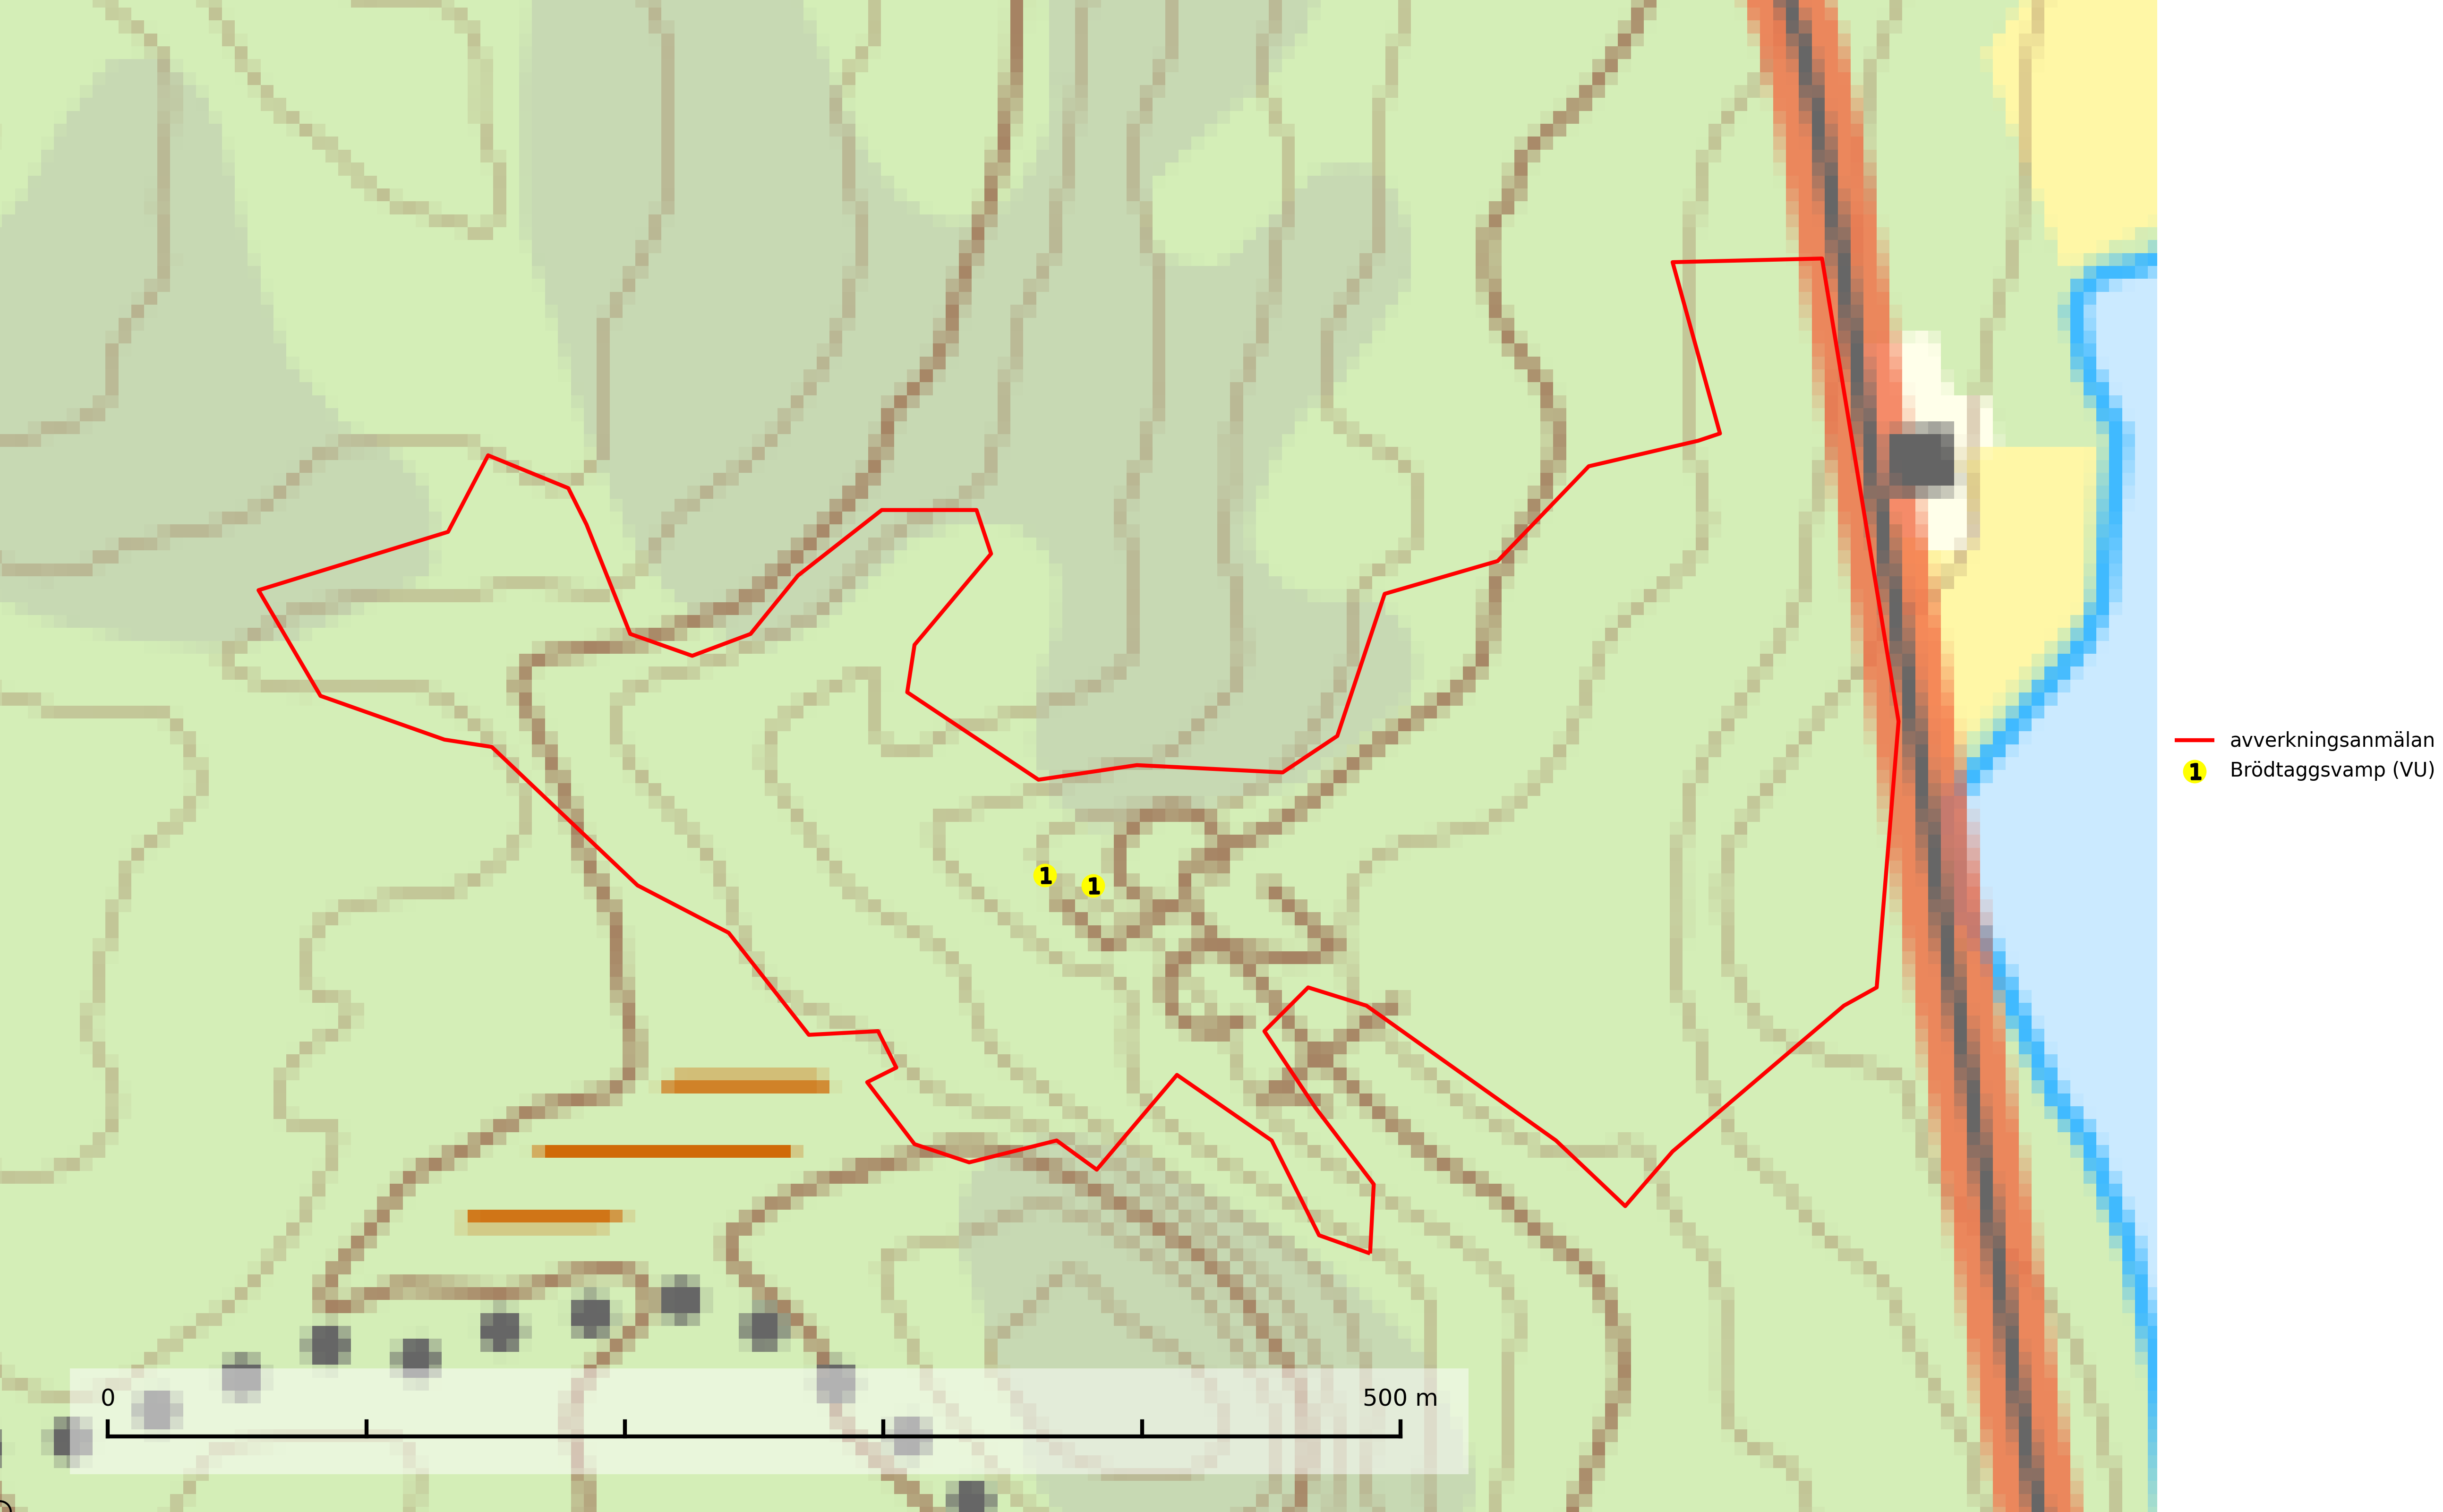 avverkningsanmälan
1 Brödtaggsvamp (VU)
1 1
0 500 m